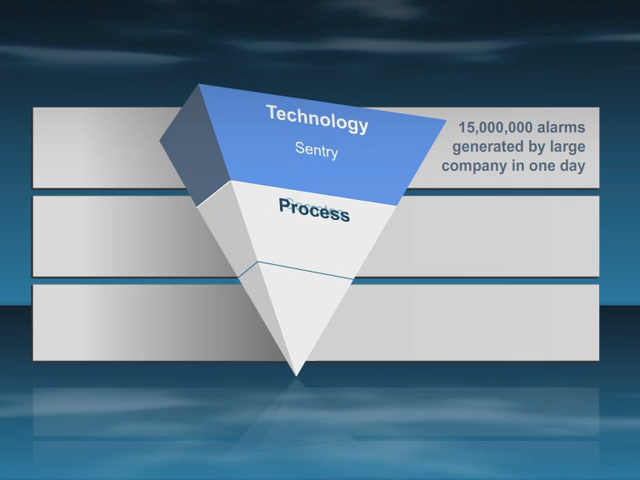 Technology
Sentry
15,000,000 alarms
generated by large
company in one day
Process